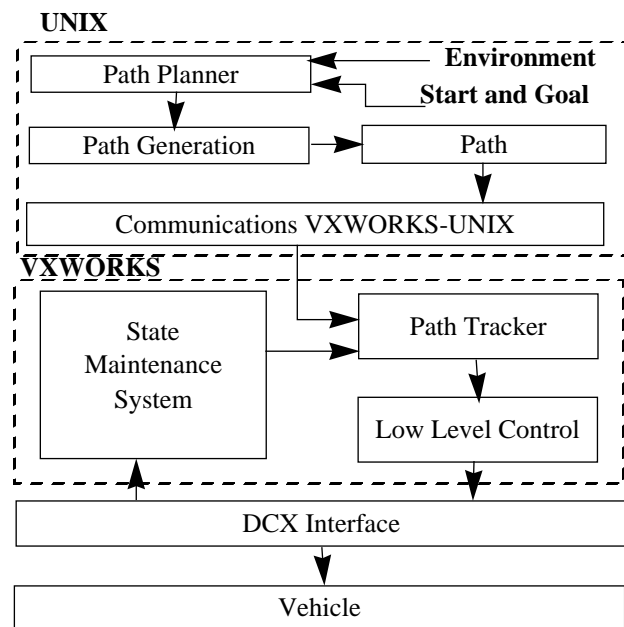 UNIX
Path Planner
Environment
Start and Goal
Path Generation
Path
Communications VXWORKS-UNIX
VXWORKS
State
Maintenance
System
Path Tracker
Low Level Control
DCX Interface
Vehicle